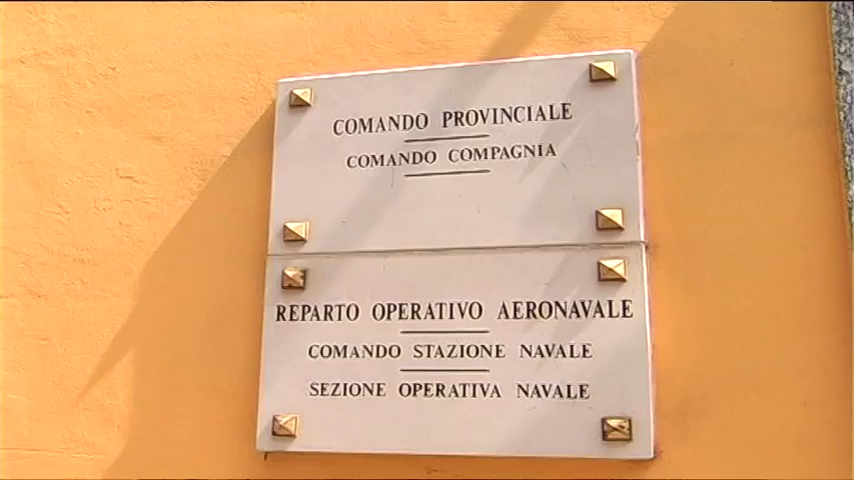 COMANDO PROVINCIALE
COMANDO COMPAGNIA
REPARTO OPERATIVO AERONAVALE
COMANDO STAZIONE NAVALE
SEZIONE OPERATIVA NAVALE